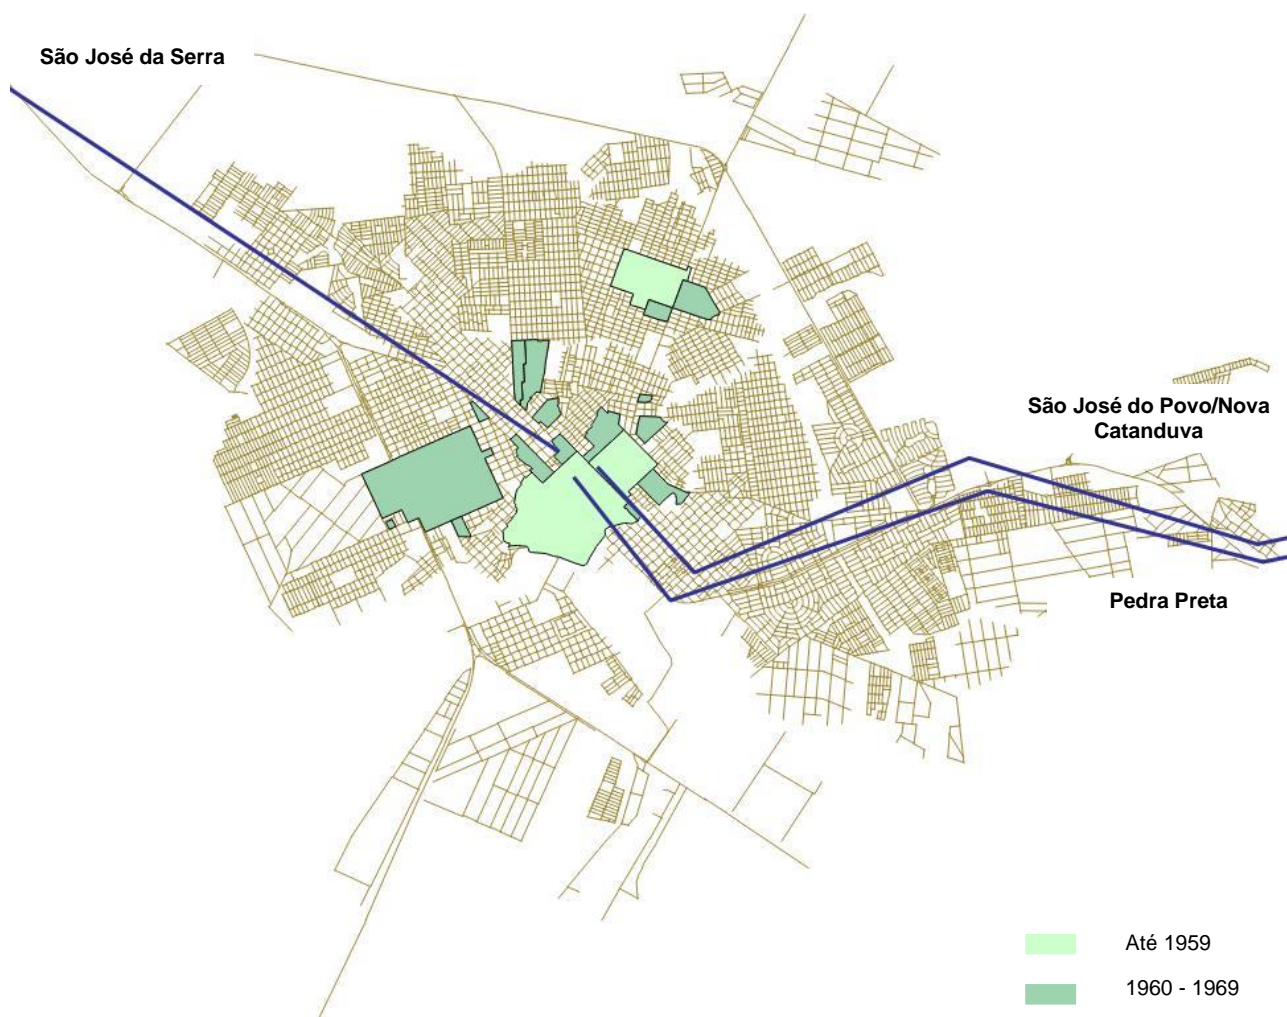 São José da Serra
São José do Povo/Nova
Catanduva
Pedra Preta
Até 1959
1960 - 1969